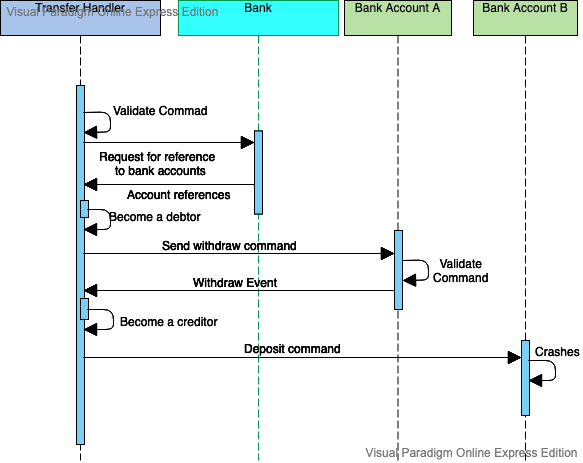 Transfer Handler
Visual Paradigm Online Express Edition
Bank
Bank Account A
Bank Account B
Validate Commad
Request for reference
to bank accounts
Account references
Become a debtor
Send withdraw command
Validate
Command
Withdraw Event
Become a creditor
Deposit command
Crashes
Visual Paradigm Online Express Edition